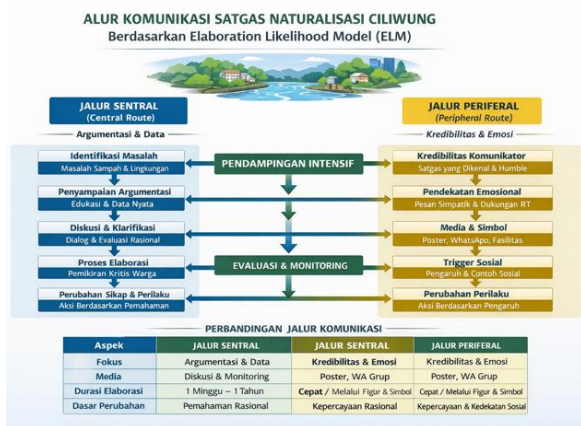 ALUR KOMUNIKASI SATGAS NATURALISASI CILIWUNG
Berdasarkan Elaboration Likelihood Model (ELM)
JALUR SENTRAL
(Central Route)
Argumentasi & Data
Identifikasi Masalah
Masalah Sampah & Lingkungan
Penyampaian Argumentasi
Edukasi & Data Nyata
Diskusi & Klarifikasi
Dialog & Evaluasi Rasional
Proses Elaborasi
Pemikiran Kritis Warga
Perubahan Sikap & Perilaku
Aksi Berdasarkan Pemahaman
PENDAMPINGAN INTENSIF
EVALUASI & MONITORING
JALUR PERIFERAL
(Peripheral Route)
Kredibilitas & Emosi
Kredibilitas Komunikator
Satgas yang Dikenal & Humble
Pendekatan Emosional
Pesan Simpatik & Dukungan RT
Media & Simbol
Poster, WhatsApo, Fasilitas
Trigger Sosial
Pengaruh & Contoh Sosial
Perubahan Perilaku
Aksi Berdasarkan Pengaruh
PERBANDINGAN JALUR KOMUNIKASI
Aspek JALUR SENTRAL JALUR SENTRAL JALUR PERIFERAL
Fokus Argumentasi & Data Kredibilitas & Emosi Kredibilitas & Emosi
Media Diskusi & Monitoring Poster, WA Grup Poster, WA Grup
Durasi Elaborasi 1 Minggu – 1 Tahun Cepat / Melalui Figur & Simbol Cepat / Melalui Figur & Simbol
Dasar Perubahan Pemahaman Rasional Kepercayaan Rasional Kepercayaan & Kedekatan Sosial